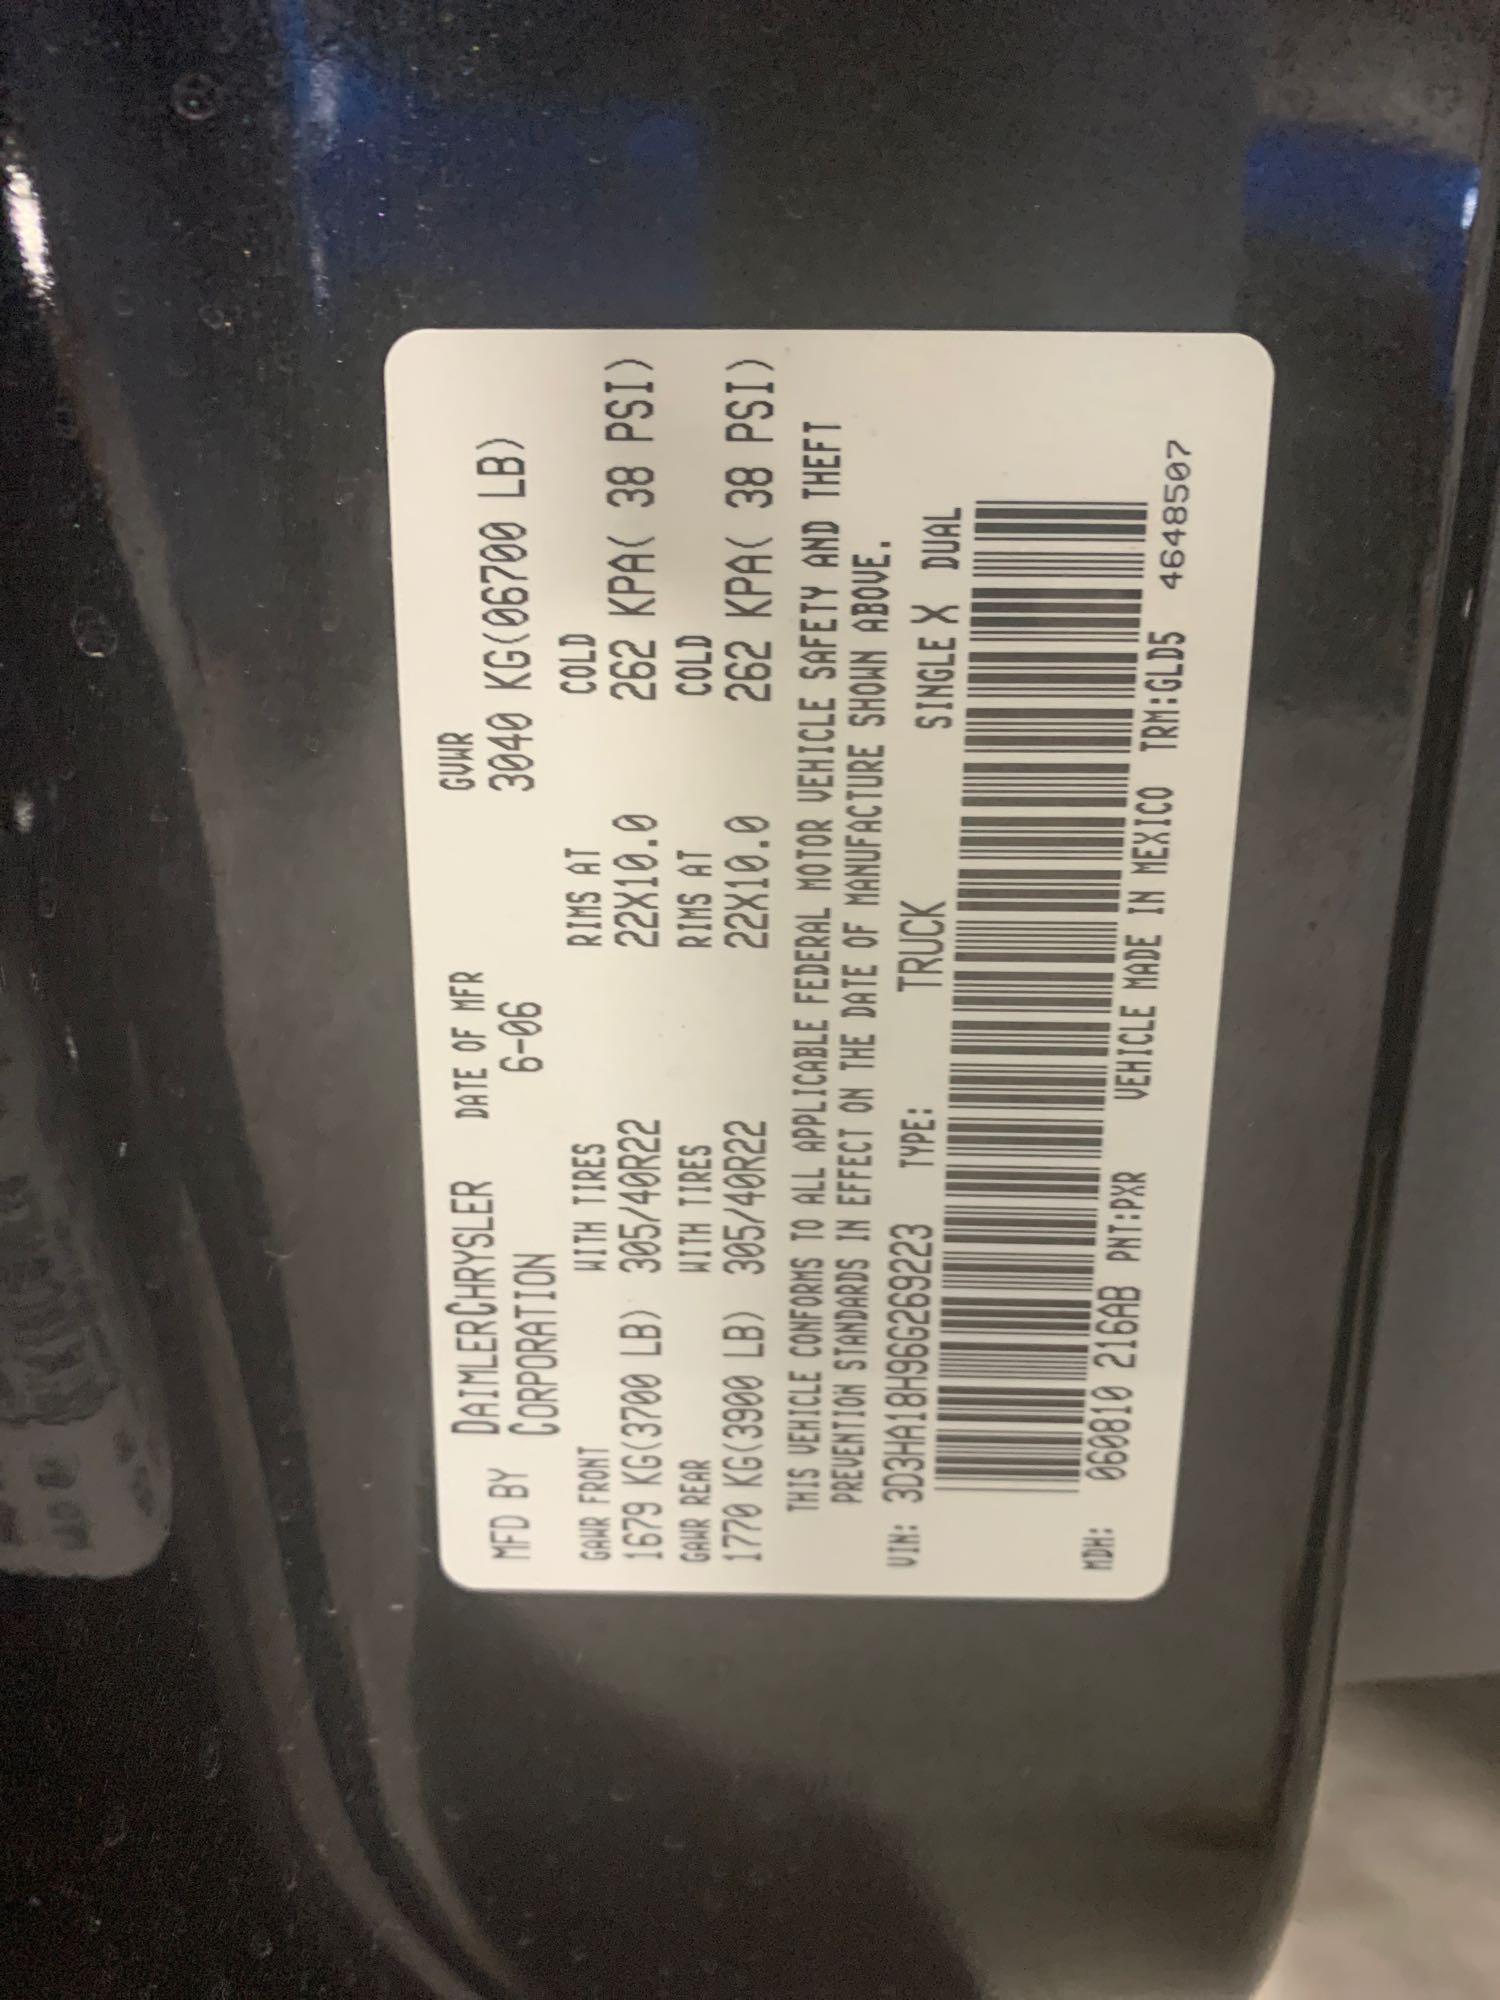 MFD BY DAIMLERCHRYSLER CORPORATION
DATE OF MFR 6-06
GVWR 3040 KG(06700 LB)
GAWR FRONT WITH TIRES RIMS AT COLD
1679 KG(3700 LB) 305/40R22 22X10.0 262 KPA( 38 PSI)
GAWR REAR WITH TIRES RIMS AT COLD
1770 KG(3900 LB) 305/40R22 22X10.0 262 KPA( 38 PSI)
THIS VEHICLE CONFORMS TO ALL APPLICABLE FEDERAL MOTOR VEHICLE SAFETY AND THEFT
PREVENTION STANDARDS IN EFFECT ON THE DATE OF MANUFACTURE SHOWN ABOVE.
VIN: 3D3HA18H96G269223 TYPE: TRUCK SINGLE X DUAL
MDH: 060810 216AB PNT:PXR VEHICLE MADE IN MEXICO TRM:GLD5 4648507